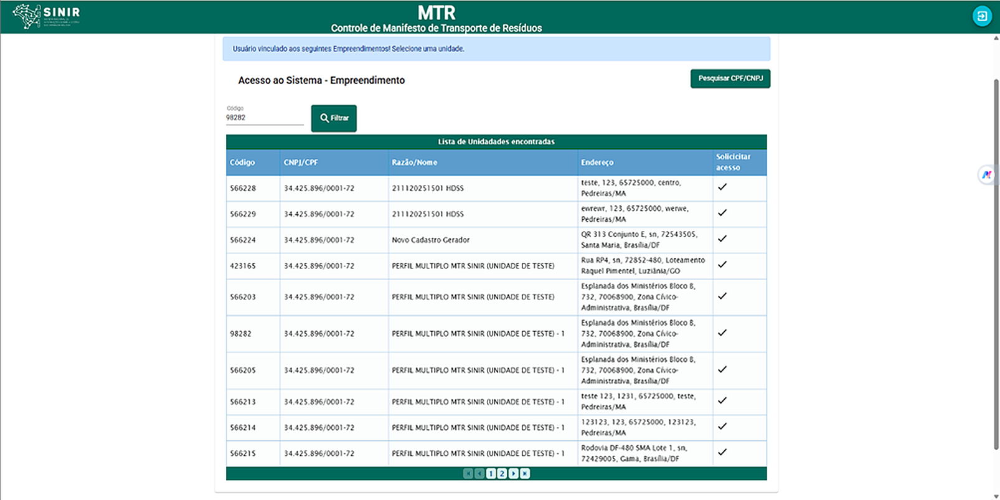 SINIR
MTR
Controle de Manifesto de Transporte de Resíduos
Usuário vinculado aos seguintes Empreendimentos! Selecione uma unidade.
Acesso ao Sistema - Empreendimento
Pesquisar CPF/CNPJ
Código
98282
Filtrar
Lista de Unidadades encontradas
Código CNPJ/CPF Razão/Nome Endereço Solicicitar
acesso
566228 34.425.896/0001-72 211120251501 HDSS teste, 123, 65725000, centro,
Pedreiras/MA
566229 34.425.896/0001-72 211120251501 HDSS ewrewr, 123, 65725000, werwe,
Pedreiras/MA
566224 34.425.896/0001-72 Novo Cadastro Gerador QR 313 Conjunto E, sn, 72543505,
Santa Maria, Brasília/DF
423165 34.425.896/0001-72 PERFIL MULTIPLO MTR SINIR (UNIDADE DE TESTE) Rua RP4, sn, 72852-480, Loteamento
Raquel Pimentel, Luziânia/GO
566203 34.425.896/0001-72 PERFIL MULTIPLO MTR SINIR (UNIDADE DE TESTE) Esplanada dos Ministérios Bloco B,
732, 70068900, Zona Cívico-
Administrativa, Brasília/DF
98282 34.425.896/0001-72 PERFIL MULTIPLO MTR SINIR (UNIDADE DE TESTE) - 1 Esplanada dos Ministérios Bloco B,
732, 70068900, Zona Cívico-
Administrativa, Brasília/DF
566205 34.425.896/0001-72 PERFIL MULTIPLO MTR SINIR (UNIDADE DE TESTE) - 1 Esplanada dos Ministérios Bloco B,
732, 70068900, Zona Cívico-
Administrativa, Brasília/DF
566213 34.425.896/0001-72 PERFIL MULTIPLO MTR SINIR (UNIDADE DE TESTE) - 1 teste 123, 1231, 65725000, teste,
Pedreiras/MA
566214 34.425.896/0001-72 PERFIL MULTIPLO MTR SINIR (UNIDADE DE TESTE) - 1 123123, 123, 65725000, 123123,
Pedreiras/MA
566215 34.425.896/0001-72 PERFIL MULTIPLO MTR SINIR (UNIDADE DE TESTE) - 1 Rodovia DF-480 SMA Lote 1, sn,
72429005, Gama, Brasília/DF
1 2